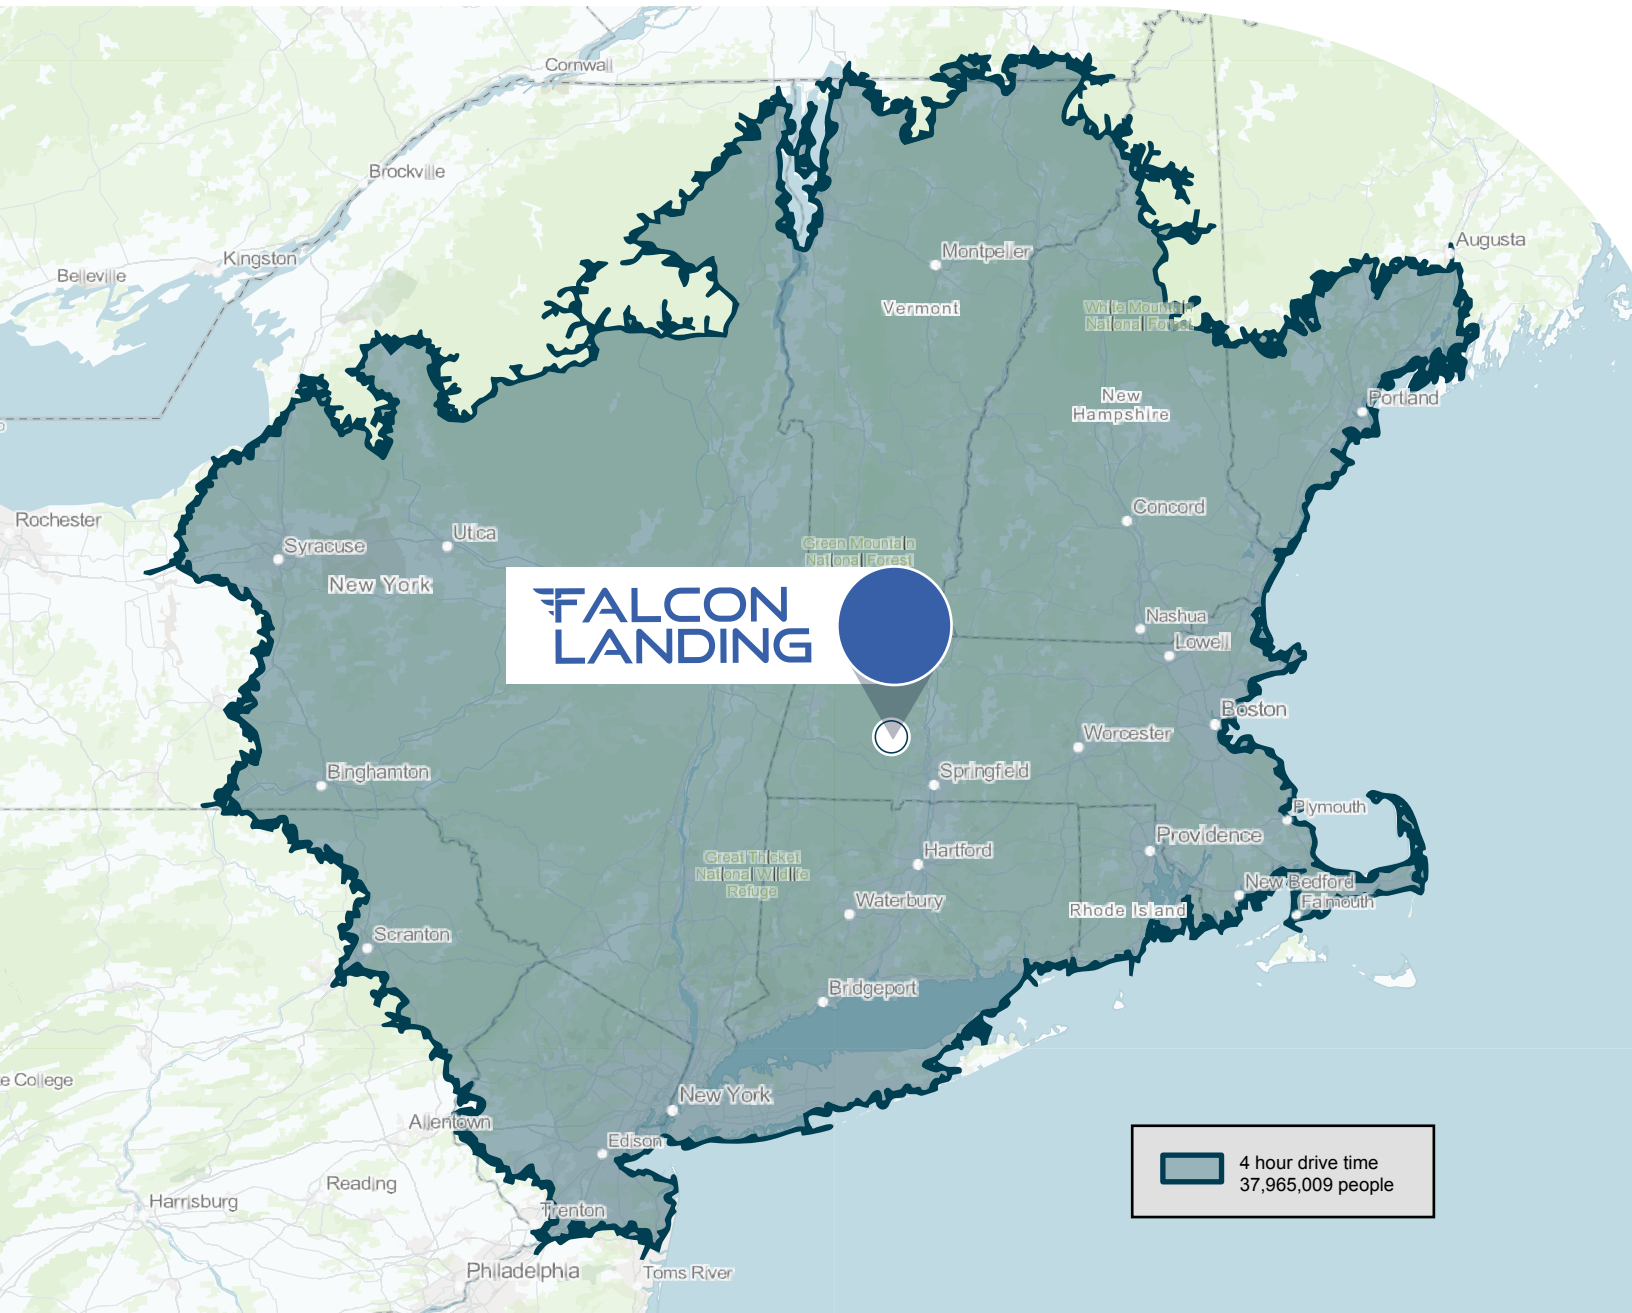 Cornwall
Brockville
Kingston
Belleville
Augusta
Montpelier
Vermont
White Mountain
National Forest
New
Hampshire
Portland
Rochester
Syracuse
Utica
New York
Concord
Green Mountain
National Forest
FALCON
LANDING
Nashua
Lowell
Boston
Worcester
Springfield
Binghamton
Plymouth
Providence
Hartford
Great Thicket
National Wildlife
Refuge
New Bedford
Falmouth
Waterbury
Rhode Island
Scranton
Bridgeport
e College
New York
Allentown
Edison
Reading
Harrisburg
Trenton
Philadelphia
Toms River
4 hour drive time
37,965,009 people